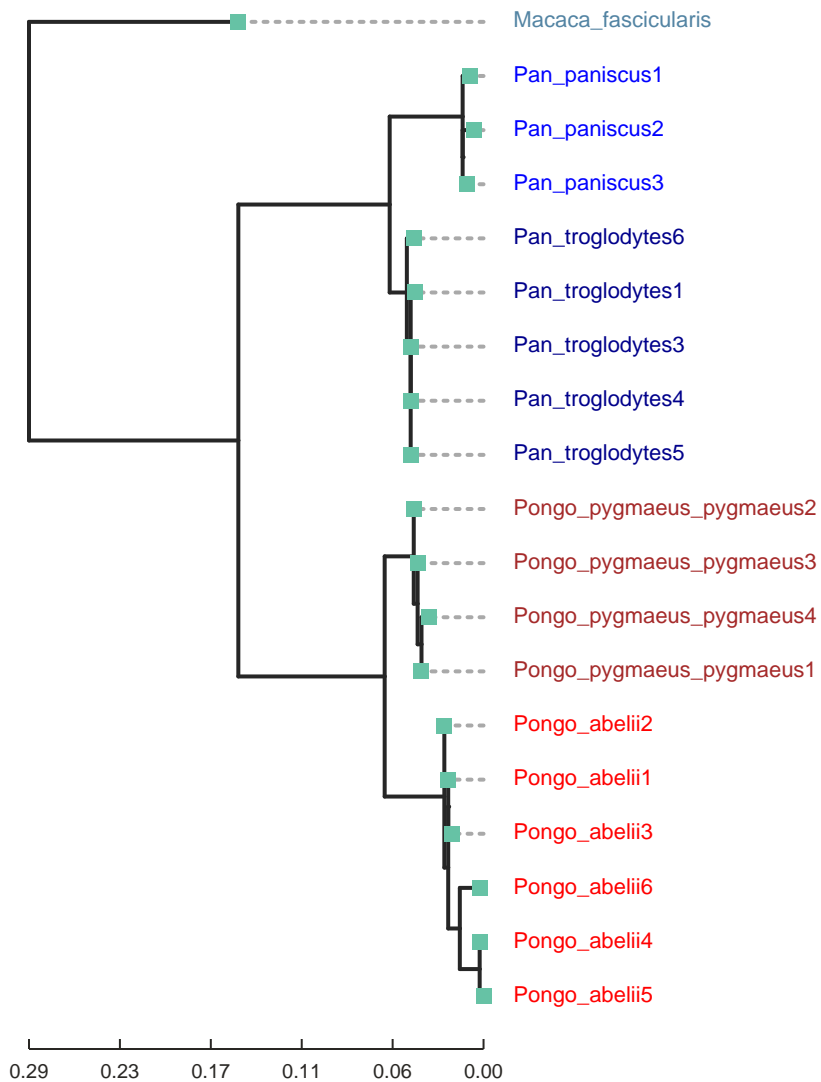 Macaca_fascicularis
Pan_paniscus1
Pan_paniscus2
Pan_paniscus3
Pan_troglodytes6
Pan_troglodytes1
Pan_troglodytes3
Pan_troglodytes4
Pan_troglodytes5
Pongo_pygmaeus_pygmaeus2
Pongo_pygmaeus_pygmaeus3
Pongo_pygmaeus_pygmaeus4
Pongo_pygmaeus_pygmaeus1
Pongo_abelii2
Pongo_abelii1
Pongo_abelii3
Pongo_abelii6
Pongo_abelii4
Pongo_abelii5
0.29 0.23 0.17 0.11 0.06 0.00